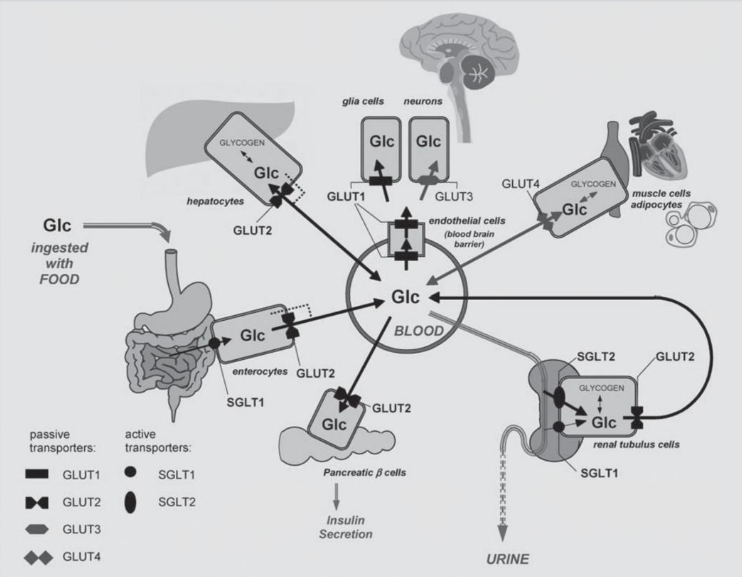 glia cells
neurons
Glc
Glc
GLYCOGEN
Glc
hepatocytes
GLUT2
GLUT1
GLUT3
endothelial cells
(blood brain
barrier)
GLUT4
GLYCOGEN
Glc
muscle cells
adipocytes
Glc
ingested
with
FOOD
Glc
BLOOD
Glc
enterocytes
GLUT2
SGLT1
GLUT2
Glc
Pancreatic β cells
Insulin
Secretion
SGLT2
GLUT2
GLYCOGEN
Glc
renal tubulus cells
SGLT1
URINE
passive
transporters:
GLUT1
GLUT2
GLUT3
GLUT4
active
transporters:
SGLT1
SGLT2